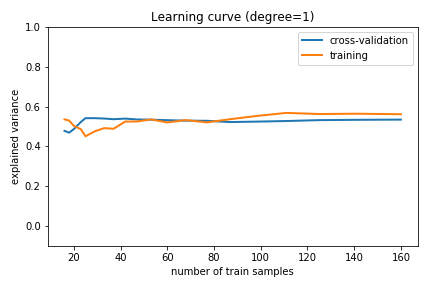 Learning curve (degree=1)
cross-validation
training
explained variance
1.0
0.8
0.6
0.4
0.2
0.0
20 40 60 80 100 120 140 160
number of train samples